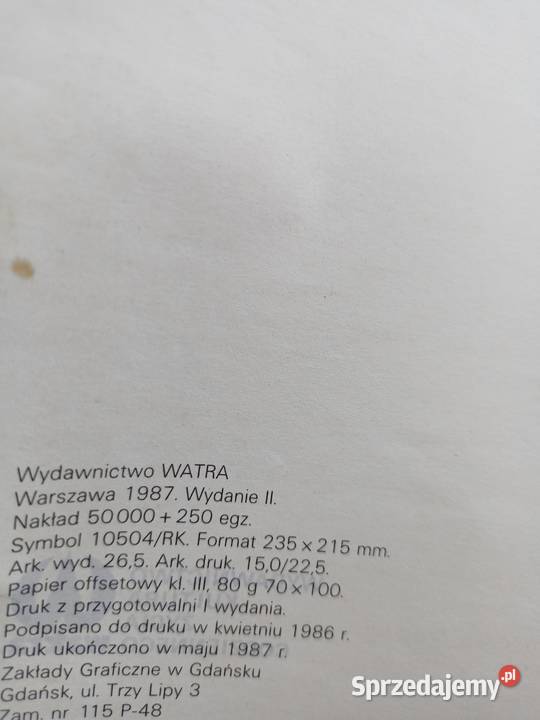 Wydawnictwo WATRA
Warszawa 1987. Wydanie II.
Nakład 50000 + 250 egz.
Symbol 10504/RK. Format 235 × 215 mm.
Ark. wyd. 26,5. Ark. druk. 15,0/22,5.
Papier offsetowy kl. III, 80 g 70 × 100.
Druk z przygotowalni I wydania.
Podpisano do druku w kwietniu 1986 r.
Druk ukończono w maju 1987 r.
Zakłady Graficzne w Gdańsku
Gdańsk, ul. Trzy Lipy 3
Zam. nr 115 P-48
Sprzedajemy.pl